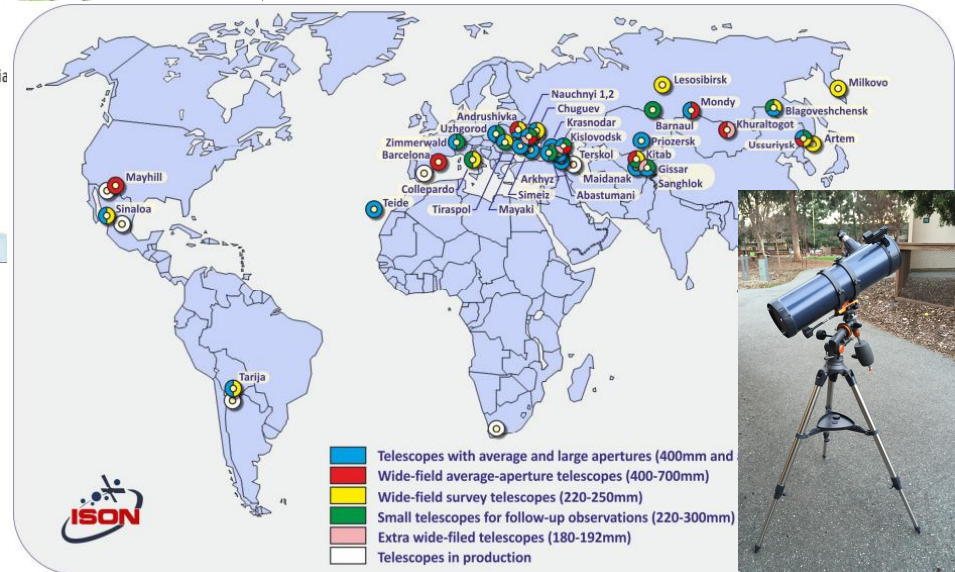 ia
Lesosibirsk
Milkovo
Nauchnyi 1,2
Mondy
Blagoveshchensk
Chuguev
Andrushivka
Krasnodar
Barnaul
Khuraltogot
Uzhgorod
Kislovodsk
Zimmerwald
Priozersk
Ussuriysk
Artem
Barcelona
Terskol
Kitab
Mayhill
Collepardo
Arkhyz
Maidanak
Gissar
Sanghlok
Simeiz
Abastumani
Sinaloa
Teide
Tiraspol
Mayaki
Tarija
Telescopes with average and large apertures (400mm and
Wide-field average-aperture telescopes (400-700mm)
Wide-field survey telescopes (220-250mm)
Small telescopes for follow-up observations (220-300mm)
Extra wide-filed telescopes (180-192mm)
Telescopes in production
ISON